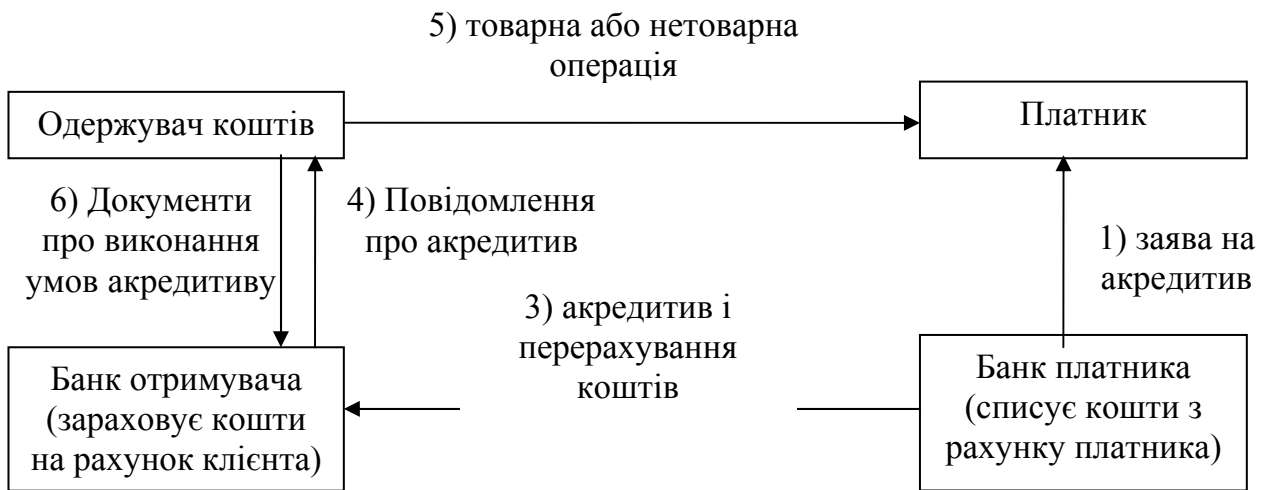 5) товарна або нетоварна
операція
Одержувач коштів
Платник
6) Документи
про виконання
умов акредитиву
4) Повідомлення
про акредитив
1) заява на
акредитив
3) акредитив і
перерахування
коштів
Банк отримувача
(зараховує кошти
на рахунок клієнта)
Банк платника
(списує кошти з
рахунку платника)